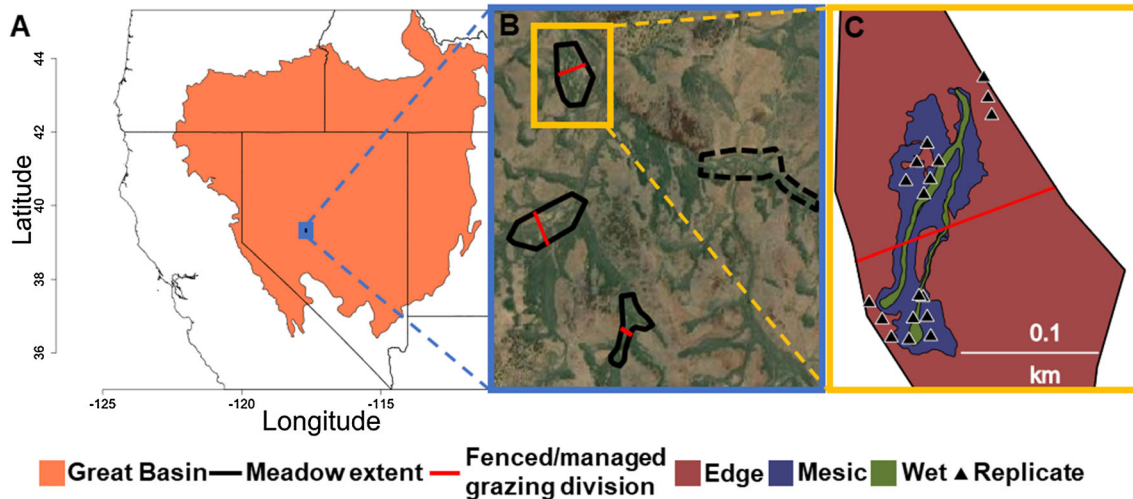 A
B
C
44
42
40
38
36
Latitude
-125
-120
-115
Longitude
0.1
km
Great Basin
Meadow extent
Fenced/managed
grazing division
Edge
Mesic
Wet
Replicate